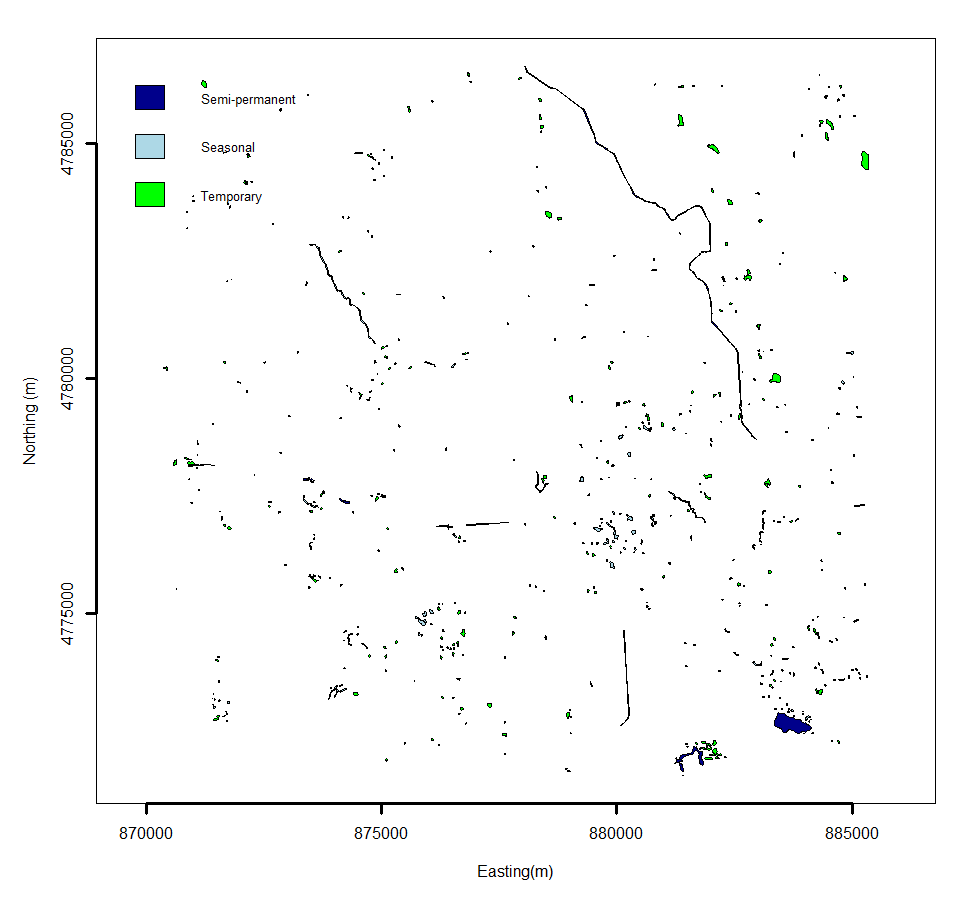 Semi-permanent
Seasonal
Temporary
4785000
4780000
4775000
Northing (m)
870000
875000
880000
885000
Easting(m)